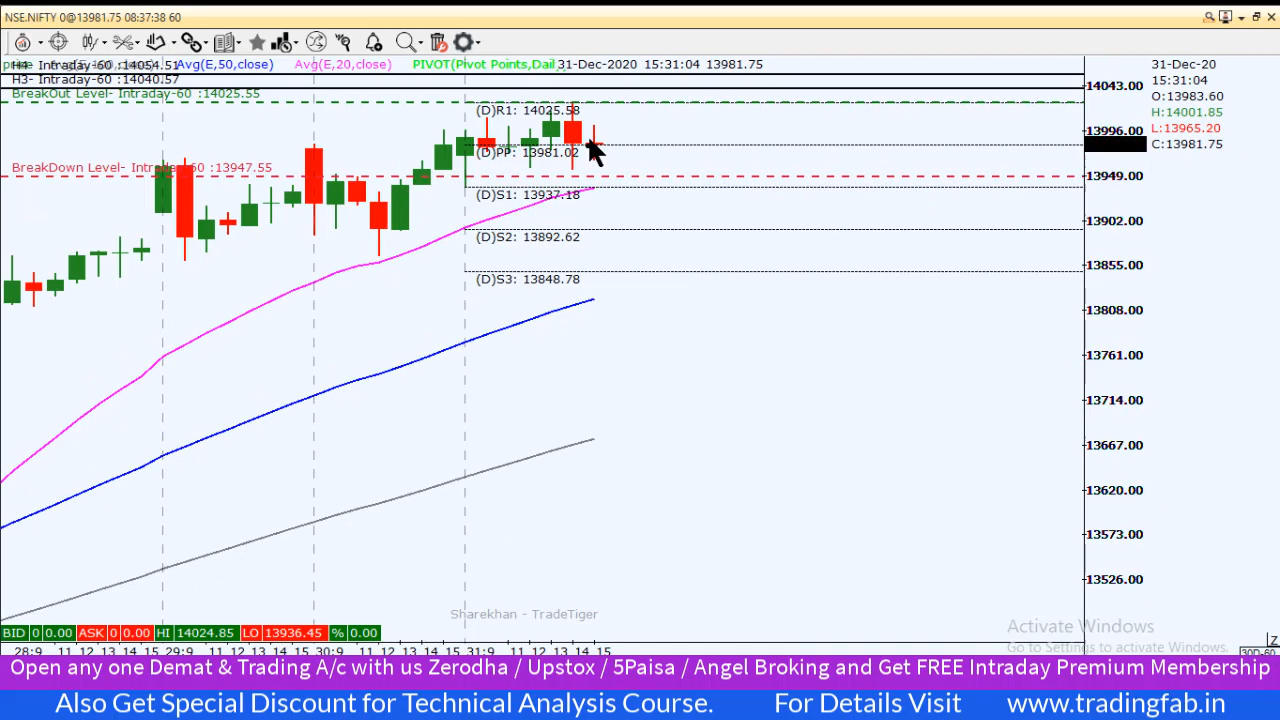 NSE.NIFTY 0@13981.75 08:37:38 60
H4- Intraday-60 :14054.51
Avg(E,50,close)
Avg(E,20,close)
PIVOT(Pivot Points,Dail
31-Dec-2020 15:31:04 13981.75
H3- Intraday-60 :14040.57
BreakOut Level- Intraday-60 :14025.55
BreakDown Level- Intraday-60 :13947.55
(D)R1: 14025.58
(D)PP: 13981.02
(D)S1: 13937.18
(D)S2: 13892.62
(D)S3: 13848.78
14043.00
13996.00
13949.00
13902.00
13855.00
13808.00
13761.00
13714.00
13667.00
13620.00
13573.00
13526.00
31-Dec-20
15:31:04
O:13983.60
H:14001.85
L:13965.20
C:13981.75
Sharekhan - TradeTiger
BID 0 0.00 ASK 0 0.00 HI 14024.85 LO 13936.45 % 0.00
28:9 11 12 13 14 15 29:9 11 12 13 14 15 30:9 11 12 13 14 15 31:9 11 12 13 14 15
30D-60
Activate Windows
Go to Settings to activate Windows.
Open any one Demat & Trading A/c with us Zerodha / Upstox / 5Paisa / Angel Broking and Get FREE Intraday Premium Membership
Also Get Special Discount for Technical Analysis Course. For Details Visit www.tradingfab.in